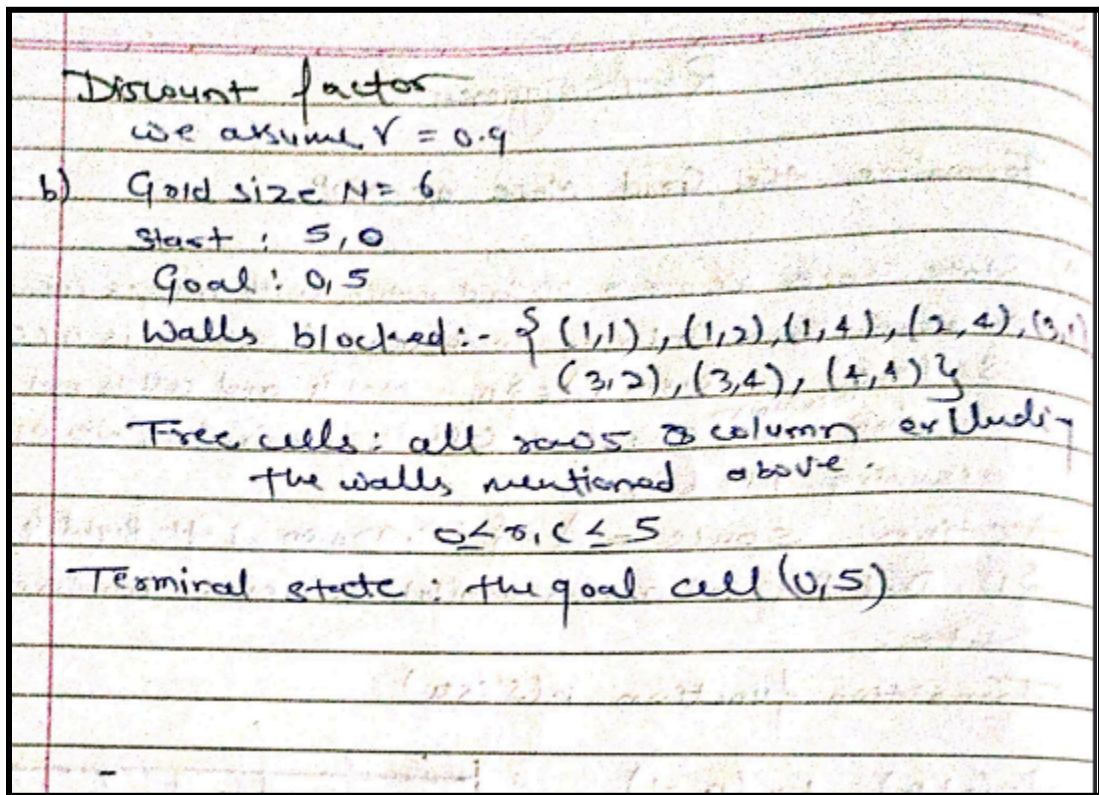 Discount factor
we assume γ = 0.9
b) Grid size N = 6
Start : 5,0
Goal : 0,5
Walls blocked :- { (1,1), (1,2), (1,4), (2,4), (3,1)
(3,2), (3,4), (4,4) }
Free cells : all rows & column excluding
the walls mentioned above.
0 ≤ r, c ≤ 5
Terminal state : the goal cell (0,5)